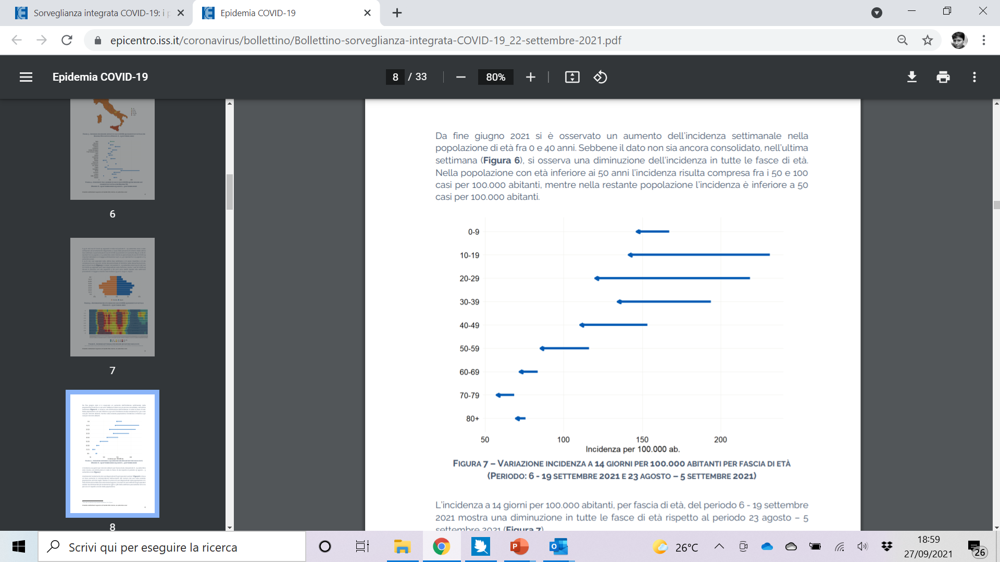 Sorveglianza integrata COVID-19: i p
Epidemia COVID-19
epicentro.iss.it/coronavirus/bollettino/Bollettino-sorveglianza-integrata-COVID-19_22-settembre-2021.pdf
Epidemia COVID-19
8 / 33
80%
6
7
8
Da fine giugno 2021 si è osservato un aumento dell'incidenza settimanale nella
popolazione di età fra 0 e 40 anni. Sebbene il dato non sia ancora consolidato, nell'ultima
settimana (Figura 6), si osserva una diminuzione dell'incidenza in tutte le fasce di età.
Nella popolazione con età inferiore ai 50 anni l'incidenza risulta compresa fra i 50 e 100
casi per 100.000 abitanti, mentre nella restante popolazione l'incidenza è inferiore a 50
casi per 100.000 abitanti.
0-9
10-19
20-29
30-39
40-49
50-59
60-69
70-79
80+
50 100 150 200
Incidenza per 100.000 ab.
FIGURA 7 – VARIAZIONE INCIDENZA A 14 GIORNI PER 100.000 ABITANTI PER FASCIA DI ETÀ
(PERIODO: 6 - 19 SETTEMBRE 2021 E 23 AGOSTO – 5 SETTEMBRE 2021)
L'incidenza a 14 giorni per 100.000 abitanti, per fascia di età, del periodo 6 - 19 settembre
2021 mostra una diminuzione in tutte le fasce di età rispetto al periodo 23 agosto – 5
settembre 2021 (Figura 7).
Scrivi qui per eseguire la ricerca
26°C
18:59
27/09/2021
26